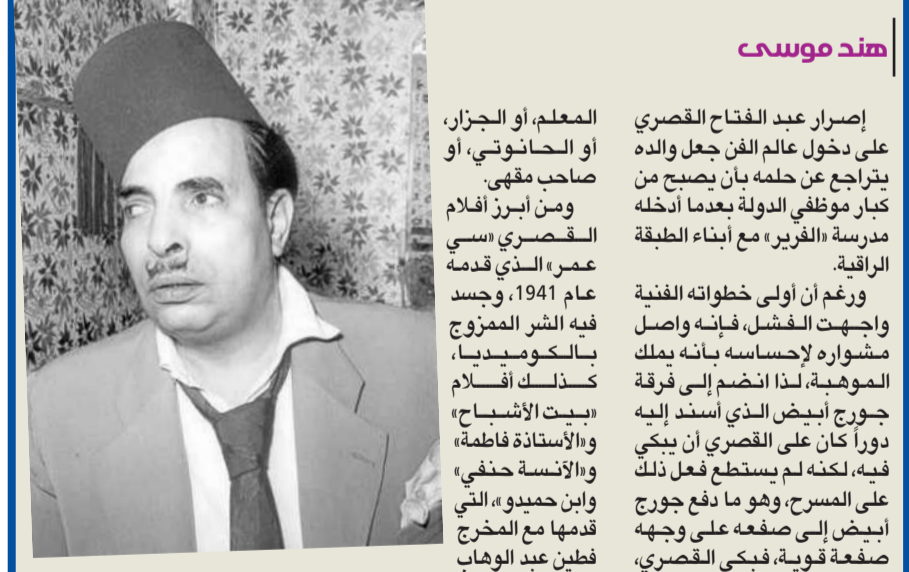 هند موسى
إصرار عبد الفتاح القصري
على دخول عالم الفن جعل والده
يتراجع عن حلمه بأن يصبح من
كبار موظفي الدولة بعدما أدخله
مدرسة «الفرير» مع أبناء الطبقة
الراقية.
ورغم أن أولى خطواته الفنية
واجهت الفشل، فإنه واصل
مشواره لإحساسه بأنه يملك
الموهبة، لذا انضم إلى فرقة
جورج أبيض الذي أسند إليه
دوراً كان على القصري أن يبكي
فيه، لكنه لم يستطع فعل ذلك
على المسرح، وهو ما دفع جورج
أبيض إلى صفعه على وجهه
صفعة قوية، فبكى القصري،
المعلم، أو الجزار،
أو الحانوتي، أو
صاحب مقهى.
ومن أبرز أفلام
القصري «سي
عمر» الذي قدمه
عام 1941، وجسد
فيه الشر الممزوج
بالكوميديا،
كذلك أفلام
«بيت الأشباح»
و«الأستاذة فاطمة»
و«الآنسة حنفي»
وابن حميدو»، التي
قدمها مع المخرج
فطين عبد الوهاب